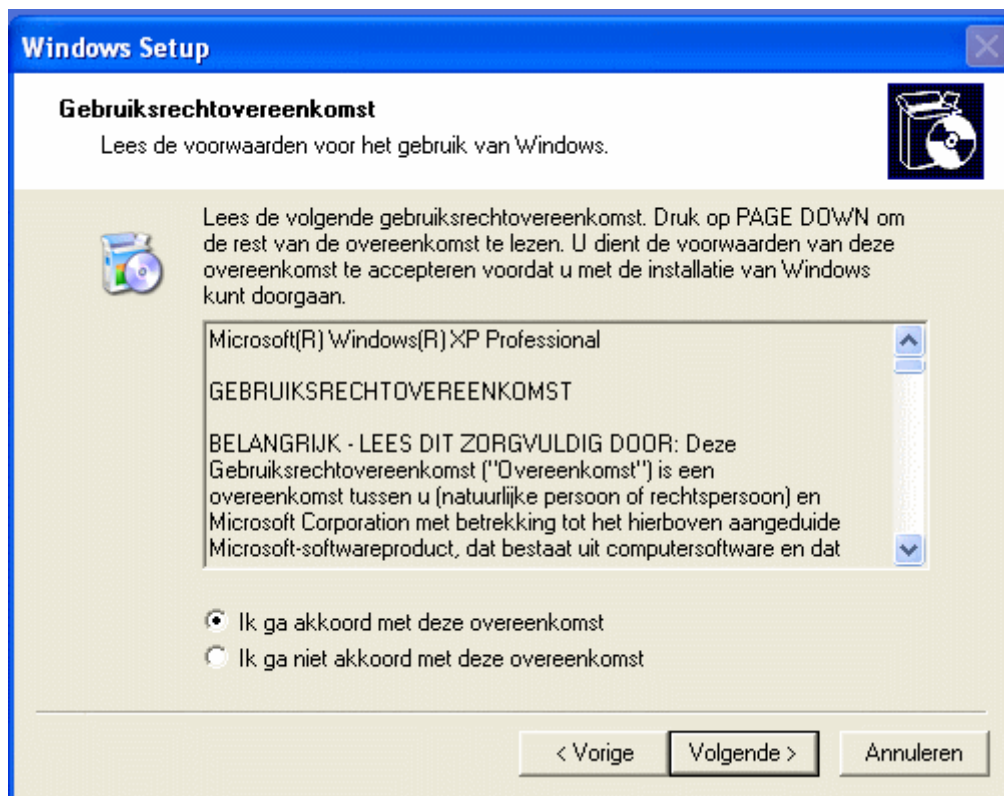 Windows Setup
Gebruiksrechtovereenkomst
Lees de voorwaarden voor het gebruik van Windows.
Lees de volgende gebruiksrechtovereenkomst. Druk op PAGE DOWN om
de rest van de overeenkomst te lezen. U dient de voorwaarden van deze
overeenkomst te accepteren voordat u met de installatie van Windows
kunt doorgaan.
Microsoft(R) Windows(R) XP Professional
GEBRUIKSRECHTOVEREENKOMST
BELANGRIJK - LEES DIT ZORGVULDIG DOOR: Deze
Gebruiksrechtovereenkomst ("Overeenkomst") is een
overeenkomst tussen u (natuurlijke persoon of rechtspersoon) en
Microsoft Corporation met betrekking tot het hierboven aangeduide
Microsoft-softwareproduct, dat bestaat uit computersoftware en dat
Ik ga akkoord met deze overeenkomst
Ik ga niet akkoord met deze overeenkomst
< Vorige
Volgende >
Annuleren